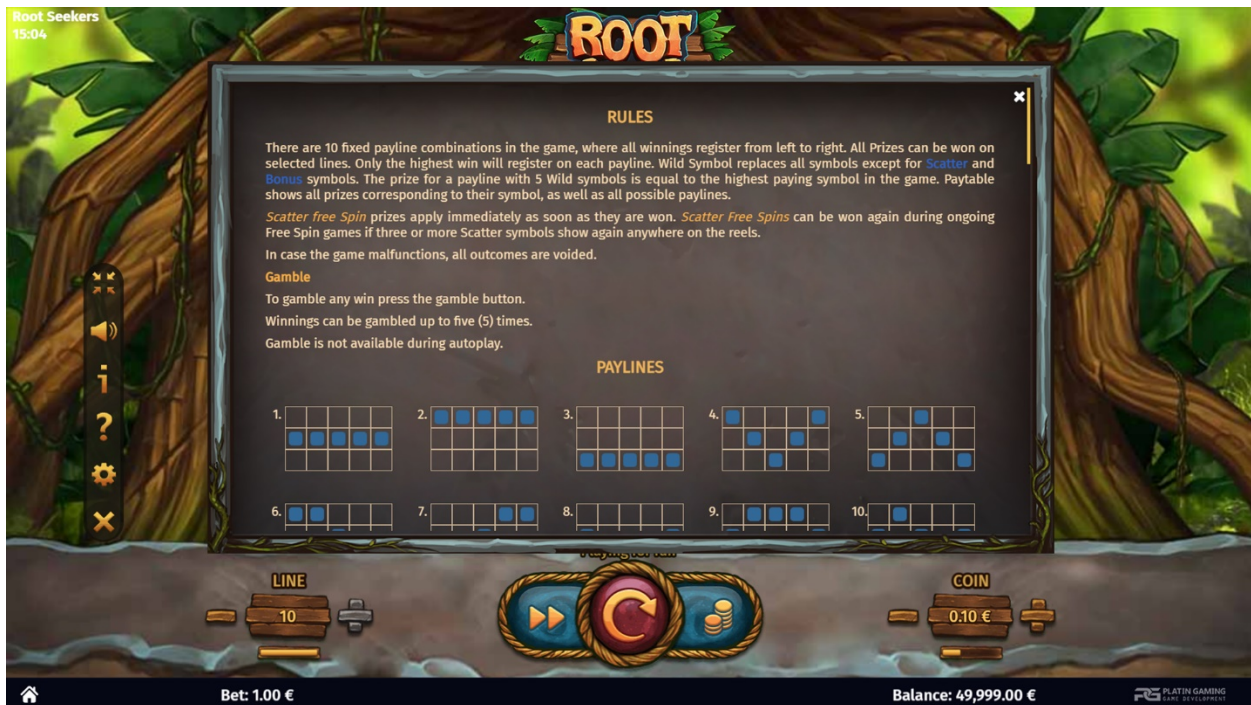 Root Seekers
15:04
ROOT
RULES
There are 10 fixed payline combinations in the game, where all winnings register from left to right. All Prizes can be won on
selected lines. Only the highest win will register on each payline. Wild Symbol replaces all symbols except for Scatter and
Bonus symbols. The prize for a payline with 5 Wild symbols is equal to the highest paying symbol in the game. Paytable
shows all prizes corresponding to their symbol, as well as all possible paylines.
Scatter free Spin prizes apply immediately as soon as they are won. Scatter Free Spins can be won again during ongoing
Free Spin games if three or more Scatter symbols show again anywhere on the reels.
In case the game malfunctions, all outcomes are voided.
Gamble
To gamble any win press the gamble button.
Winnings can be gambled up to five (5) times.
Gamble is not available during autoplay.
PAYLINES
1. 2. 3. 4. 5.
6. 7. 8. 9. 10.
Playing for fun
LINE
10
COIN
0.10 €
Bet: 1.00 €
Balance: 49,999.00 €
PG PLATIN GAMING
GAME DEVELOPMENT